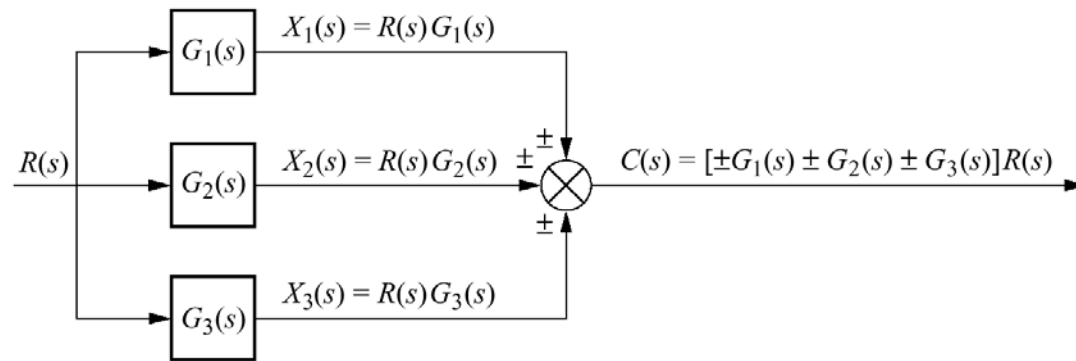 G₁(s)
X₁(s) = R(s)G₁(s)
±
R(s)
G₂(s)
X₂(s) = R(s)G₂(s)
±
C(s) = [±G₁(s) ± G₂(s) ± G₃(s)]R(s)
±
G₃(s)
X₃(s) = R(s)G₃(s)